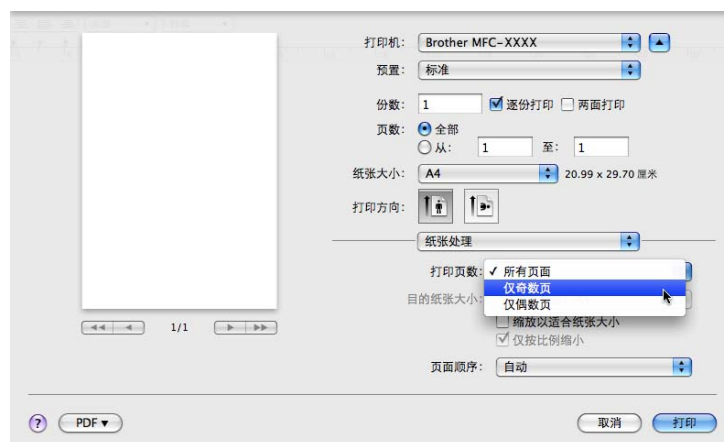 打印机: Brother MFC-XXXX
预置: 标准
份数: 1 逐份打印 两面打印
页数: 全部
从: 1 至: 1
纸张大小: A4 20.99 x 29.70 厘米
打印方向:
纸张处理
打印页数: ✓ 所有页面
仅奇数页
目的纸张大小:
仅偶数页
缩放以适合纸张大小
1/1
仅按比例缩小
页面顺序: 自动
? PDF▼ 取消 打印